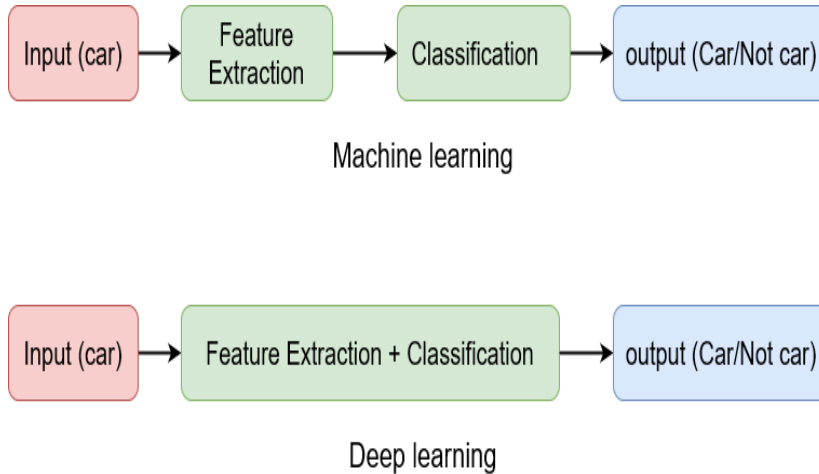 Input (car)
Feature
Extraction
Classification
output (Car/Not car)
Machine learning
Input (car)
Feature Extraction + Classification
output (Car/Not car)
Deep learning